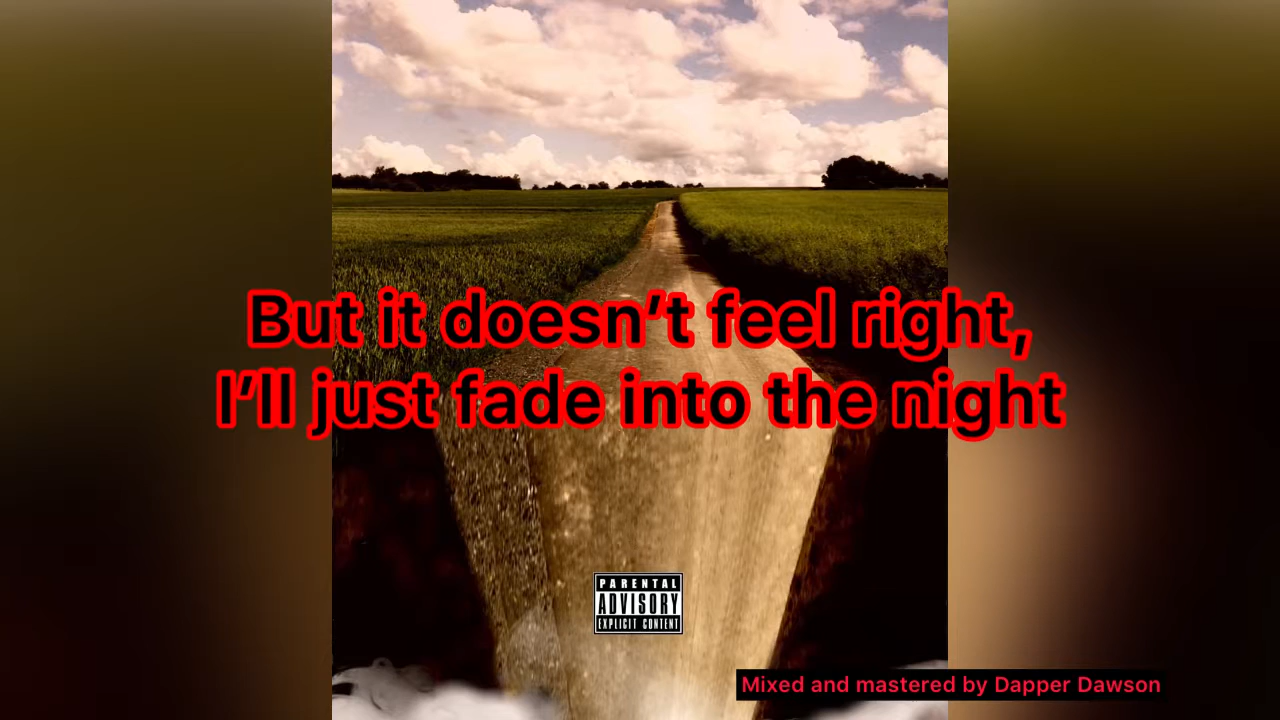 But it doesn’t feel right,
I’ll just fade into the night
PARENTAL
ADVISORY
EXPLICIT CONTENT
Mixed and mastered by Dapper Dawson